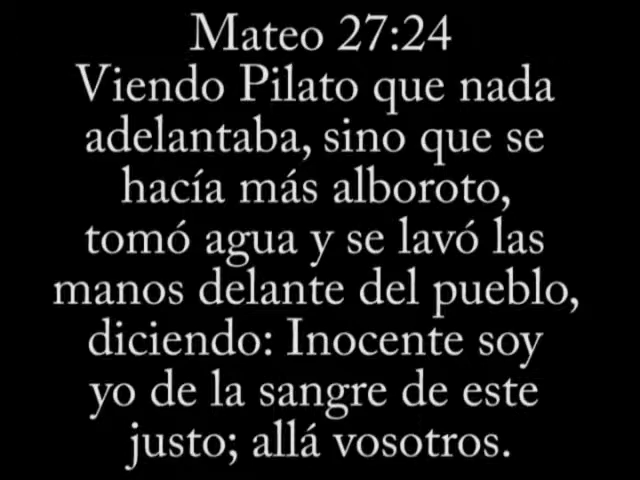 Mateo 27:24
Viendo Pilato que nada
adelantaba, sino que se
hacía más alboroto,
tomó agua y se lavó las
manos delante del pueblo,
diciendo: Inocente soy
yo de la sangre de este
justo; allá vosotros.